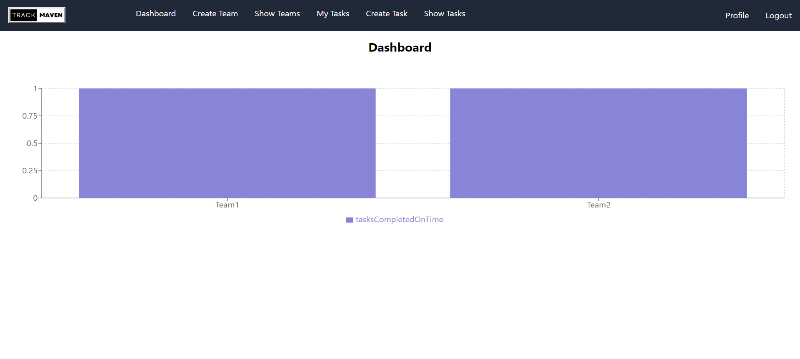 TRACK MAVEN
Dashboard Create Team Show Teams My Tasks Create Task Show Tasks Profile Logout
Dashboard
1
0.75
0.5
0.25
0
Team1 Team2
tasksCompletedOnTime